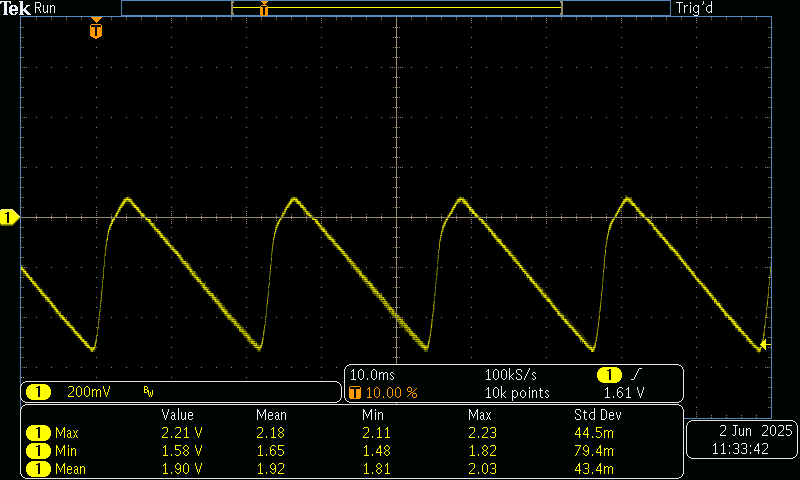 Tek Run Trig'd
T
T
1
10.0ms 100kS/s 1
1 200mV BW T 10.00 % 10k points 1.61 V
Value Mean Min Max Std Dev
1 Max 2.21 V 2.18 2.11 2.23 44.5m
1 Min 1.58 V 1.65 1.48 1.82 79.4m
1 Mean 1.90 V 1.92 1.81 2.03 43.4m
2 Jun 2025
11:33:42